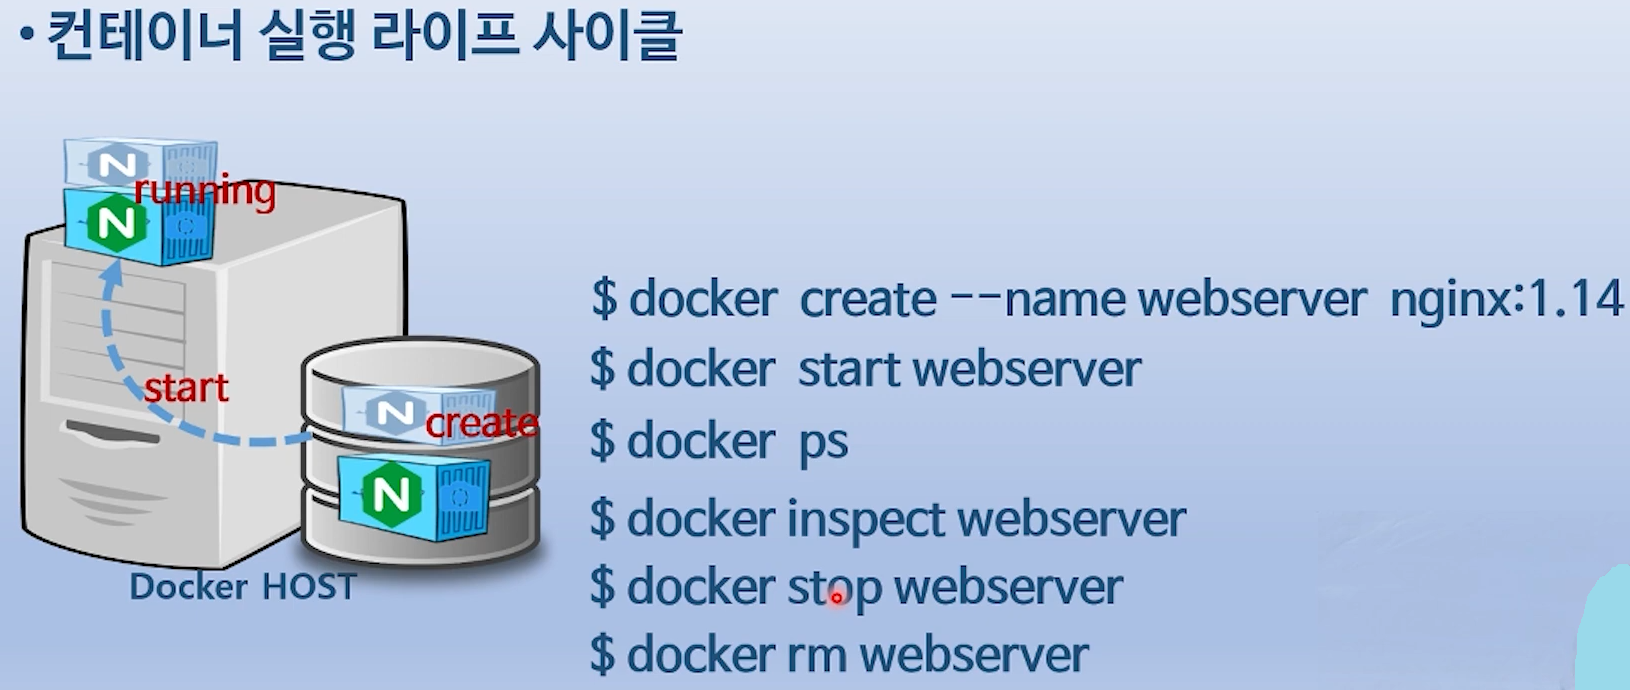 • 컨테이너 실행 라이프 사이클
N
running
N
start
N
create
N
Docker HOST
$ docker create --name webserver nginx:1.14
$ docker start webserver
$ docker ps
$ docker inspect webserver
$ docker stop webserver
$ docker rm webserver